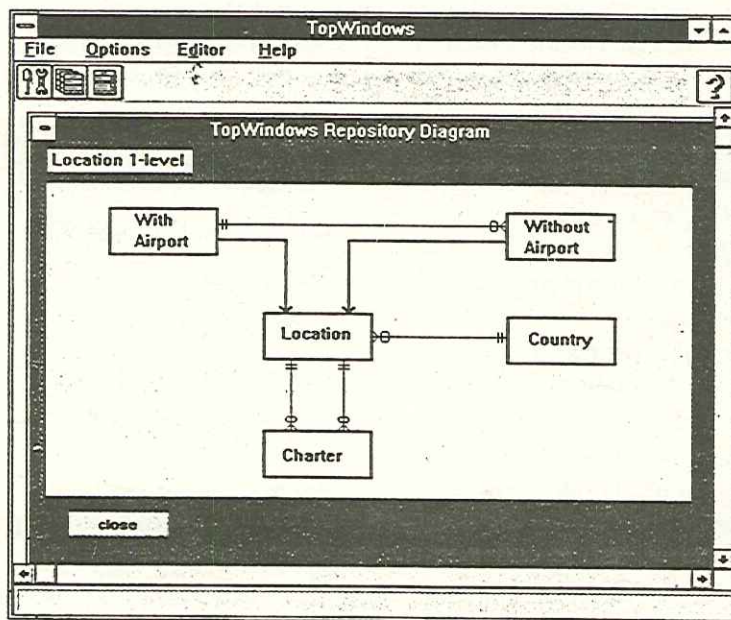 TopWindows
File Options Editor Help
?
TopWindows Repository Diagram
Location 1-level
With Airport
Without Airport
Location
Country
Charter
close